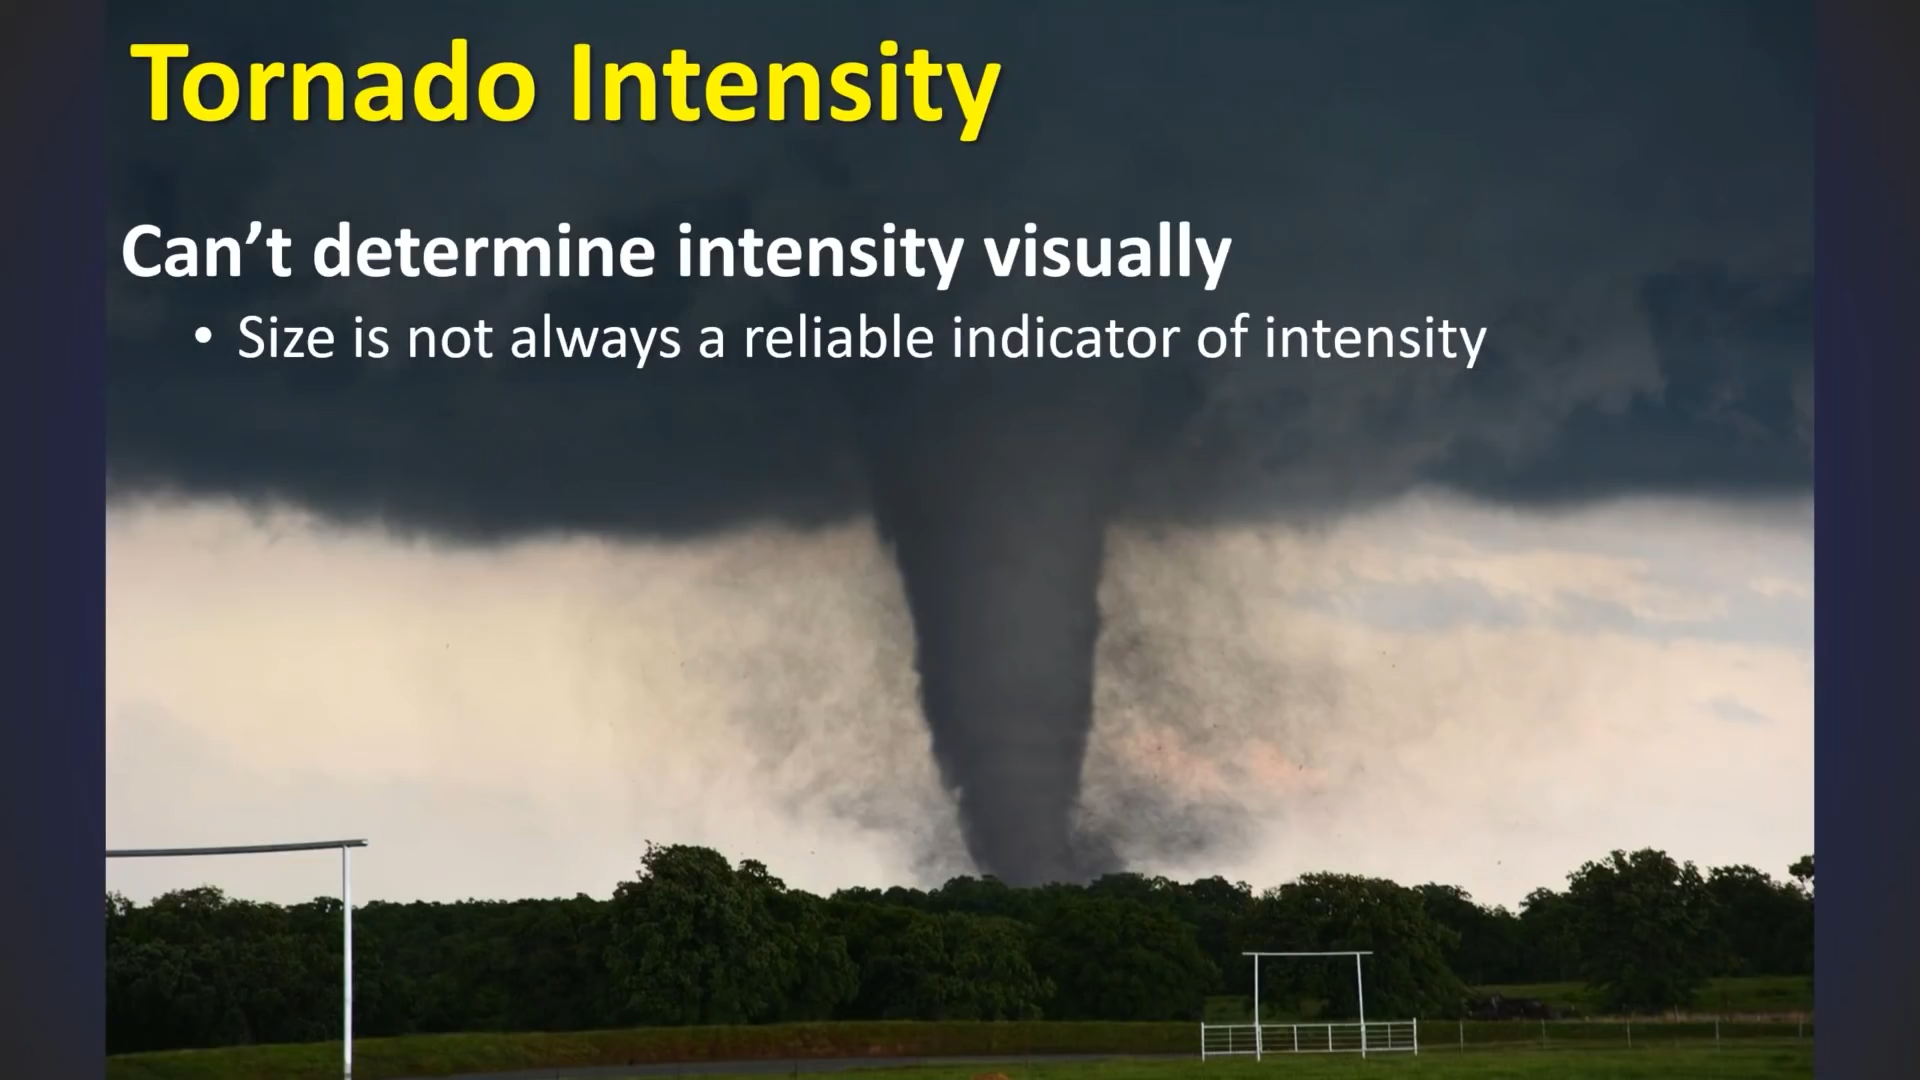 Tornado Intensity
Can’t determine intensity visually
• Size is not always a reliable indicator of intensity